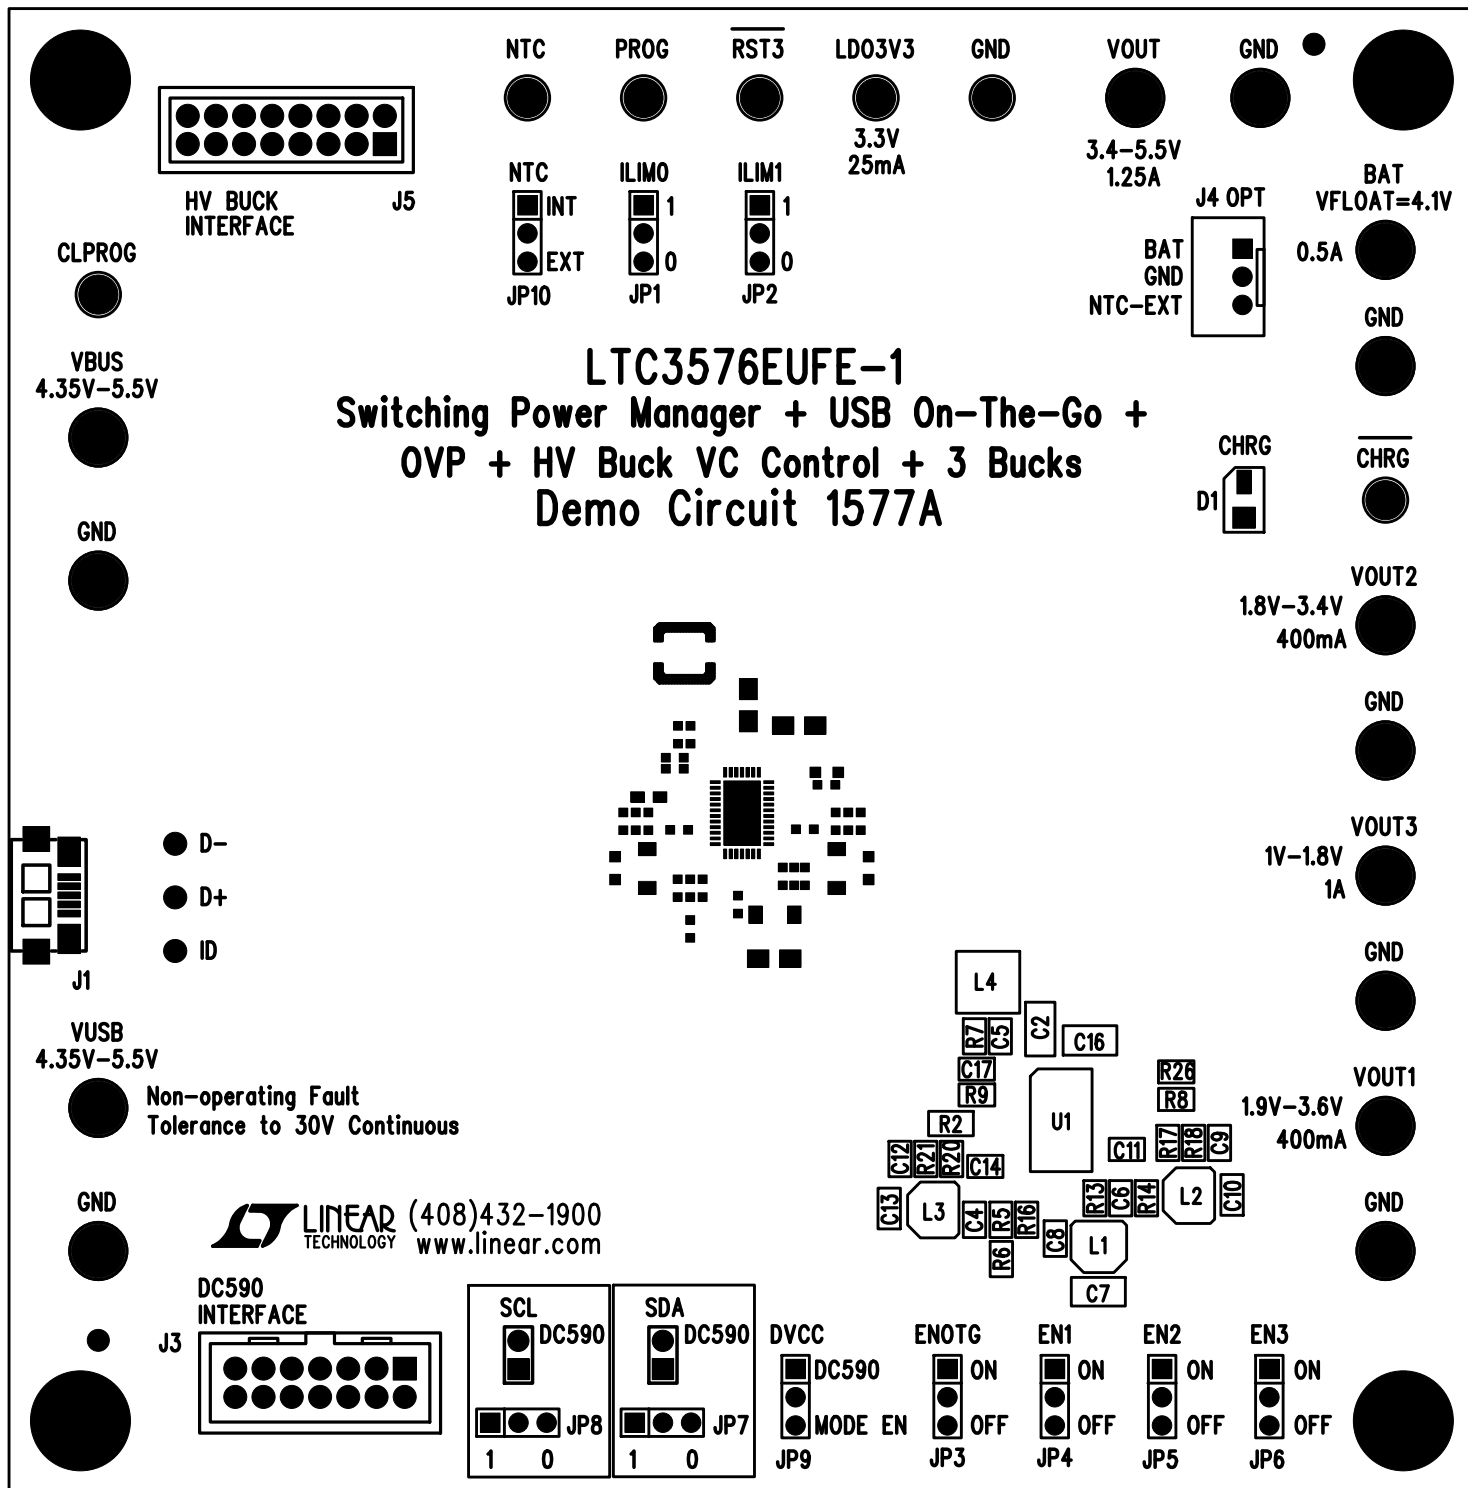 NTC PROG RST3 LDO3V3 GND VOUT GND
3.3V
25mA
3.4-5.5V
1.25A
HV BUCK
INTERFACE
J5
NTC
INT
EXT
JP10
ILIM0
1
0
JP1
ILIM1
1
0
JP2
BAT
VFLOAT=4.1V
0.5A
J4 OPT
BAT
GND
NTC-EXT
GND
CLPROG
VBUS
4.35V-5.5V
GND
LTC3576EUFE-1
Switching Power Manager + USB On-The-Go +
OVP + HV Buck VC Control + 3 Bucks
Demo Circuit 1577A
CHRG
D1
CHRG
VOUT2
1.8V-3.4V
400mA
GND
VOUT3
1V-1.8V
1A
GND
D-
D+
ID
J1
VUSB
4.35V-5.5V
Non-operating Fault
Tolerance to 30V Continuous
GND
L4
R7
C5
C2
C16
C17
R9
R2
U1
R26
R8
C12
R21
R20
C14
C11
R17
R18
C9
C13
L3
C4
R5
R16
R6
C8
R13
C6
R14
L2
C10
L1
C7
VOUT1
1.9V-3.6V
400mA
GND
LINEAR
TECHNOLOGY
(408)432-1900
www.linear.com
DC590
INTERFACE
J3
SCL
DC590
JP8
1 0
SDA
DC590
JP7
1 0
DVCC
DC590
MODE EN
JP9
ENOTG
ON
OFF
JP3
EN1
ON
OFF
JP4
EN2
ON
OFF
JP5
EN3
ON
OFF
JP6